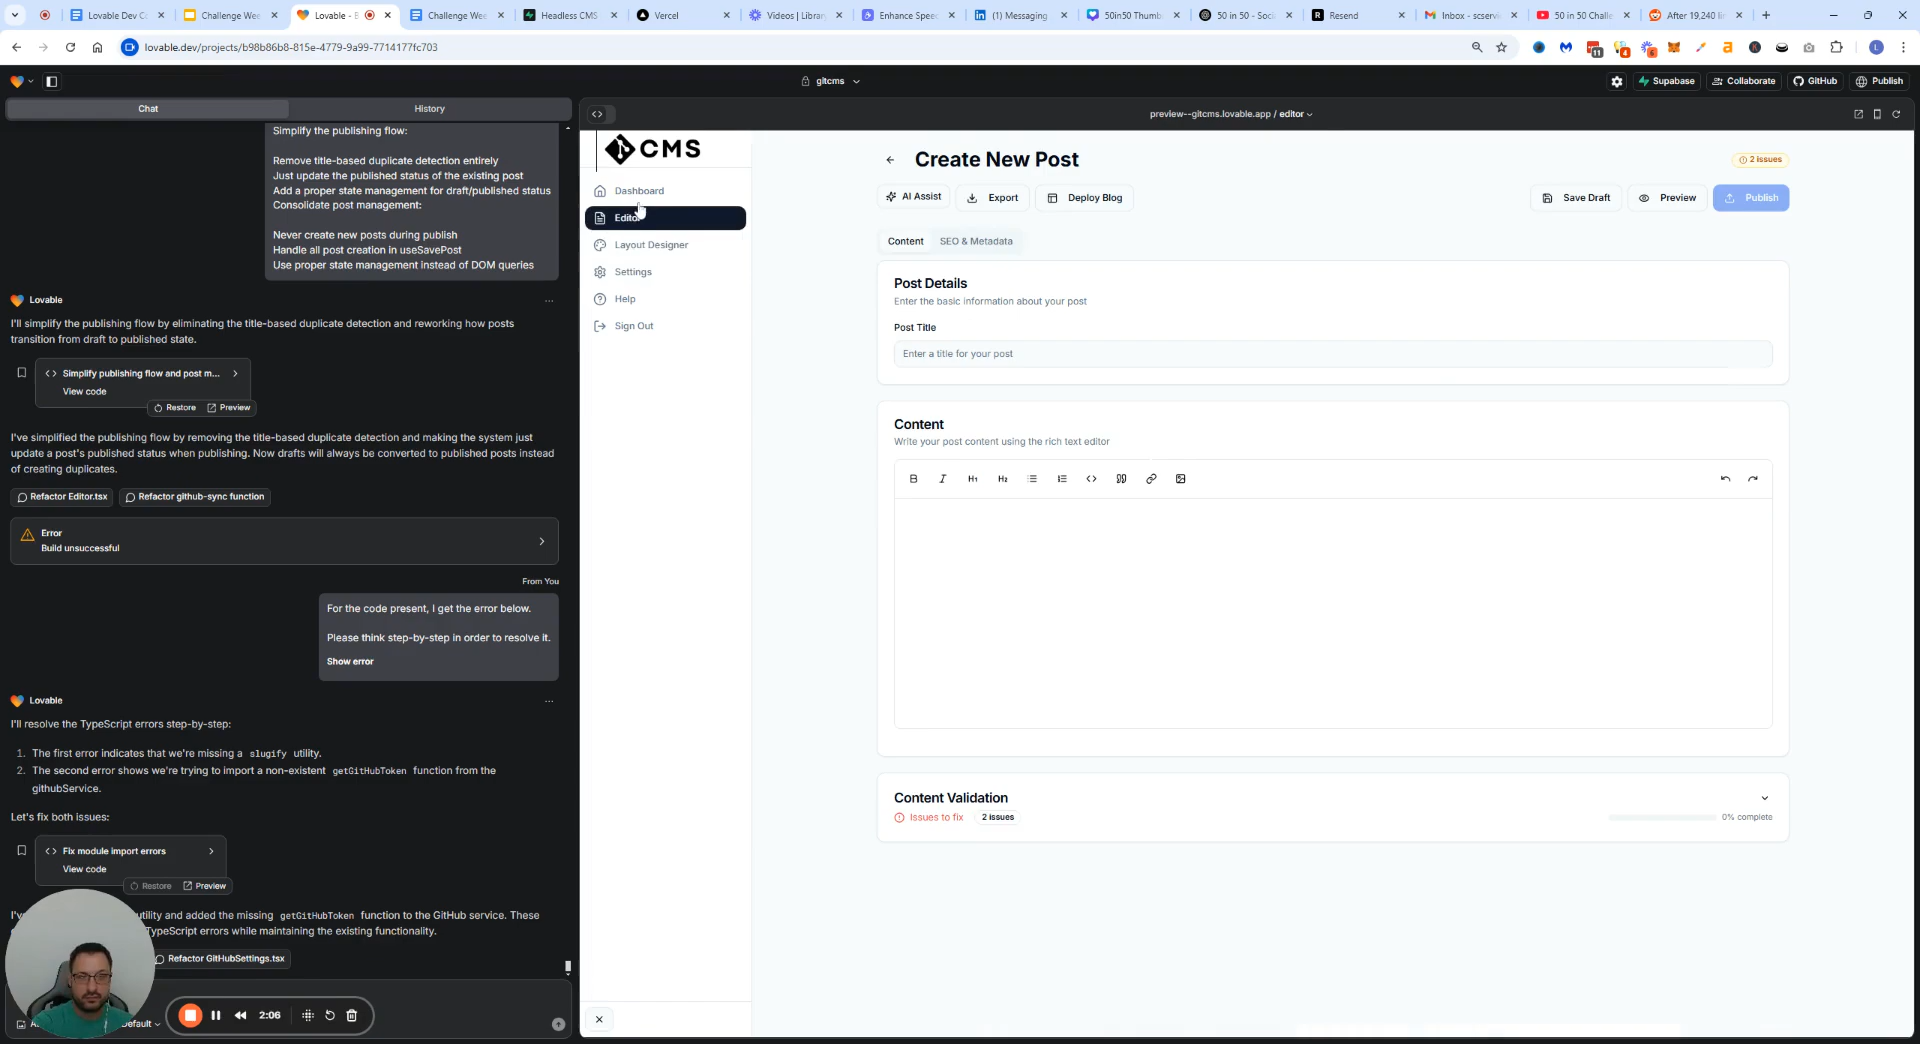 Lovable Dev Co
Challenge Wee
Lovable - B
Challenge Wee
Headless CMS
Vercel
Videos | Librar
Enhance Speec
(1) Messaging
50in50 Thumb
50 in 50 - Soc
Resend
Inbox - scservi
50 in 50 Challe
After 19,240 li
lovable.dev/projects/b98b86b8-815e-4779-9a99-7714177fc703
11
4
6
L
gitcms
Supabase
Collaborate
GitHub
Publish
Chat
History
preview--gitcms.lovable.app / editor
Simplify the publishing flow:
Remove title-based duplicate detection entirely
Just update the published status of the existing post
Add a proper state management for draft/published status
Consolidate post management:
Never create new posts during publish
Handle all post creation in useSavePost
Use proper state management instead of DOM queries
Lovable
I'll simplify the publishing flow by eliminating the title-based duplicate detection and reworking how posts
transition from draft to published state.
Simplify publishing flow and post m...
View code
Restore
Preview
I've simplified the publishing flow by removing the title-based duplicate detection and making the system just
update a post's published status when publishing. Now drafts will always be converted to published posts instead
of creating duplicates.
Refactor Editor.tsx
Refactor github-sync function
Error
Build unsuccessful
From You
For the code present, I get the error below.
Please think step-by-step in order to resolve it.
Show error
Lovable
I'll resolve the TypeScript errors step-by-step:
1. The first error indicates that we're missing a slugify utility.
2. The second error shows we're trying to import a non-existent getGitHubToken function from the
githubService.
Let's fix both issues:
Fix module import errors
View code
Restore
Preview
utility and added the missing getGitHubToken function to the GitHub service. These
TypeScript errors while maintaining the existing functionality.
Refactor GitHubSettings.tsx
2:06
CMS
Dashboard
Editor
Layout Designer
Settings
Help
Sign Out
Create New Post
2 issues
AI Assist
Export
Deploy Blog
Save Draft
Preview
Publish
Content
SEO & Metadata
Post Details
Enter the basic information about your post
Post Title
Enter a title for your post
Content
Write your post content using the rich text editor
B
I
H1
H2
Content Validation
Issues to fix
2 issues
0% complete